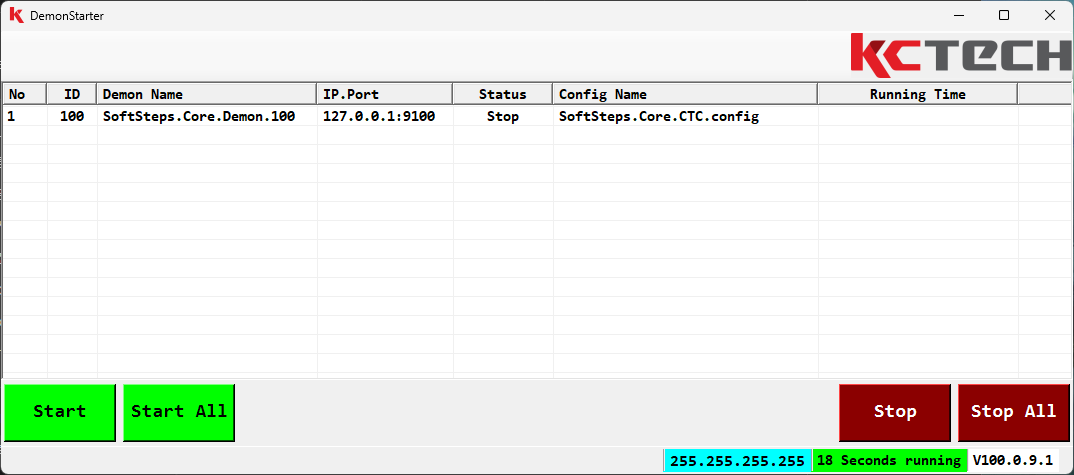 DemonStarter
KCTECH
No ID Demon Name IP.Port Status Config Name Running Time
1 100 SoftSteps.Core.Demon.100 127.0.0.1:9100 Stop SoftSteps.Core.CTC.config
Start Start All Stop Stop All
255.255.255.255 18 Seconds running V100.0.9.1